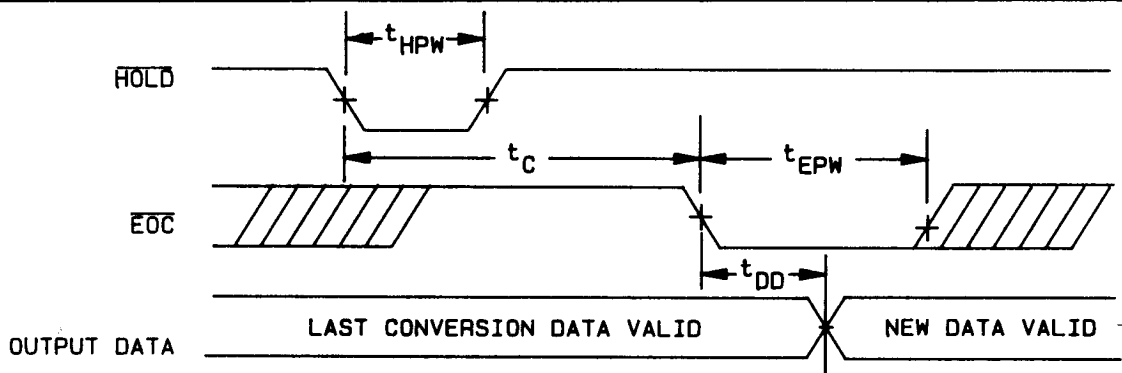 tHPW
HOLD
tC
tEPW
EOC
tDD
LAST CONVERSION DATA VALID
NEW DATA VALID
OUTPUT DATA